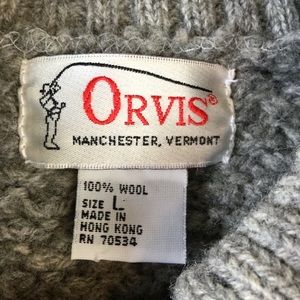 ORVIS®
MANCHESTER, VERMONT
100% WOOL
SIZE L
MADE IN
HONG KONG
RN 70534